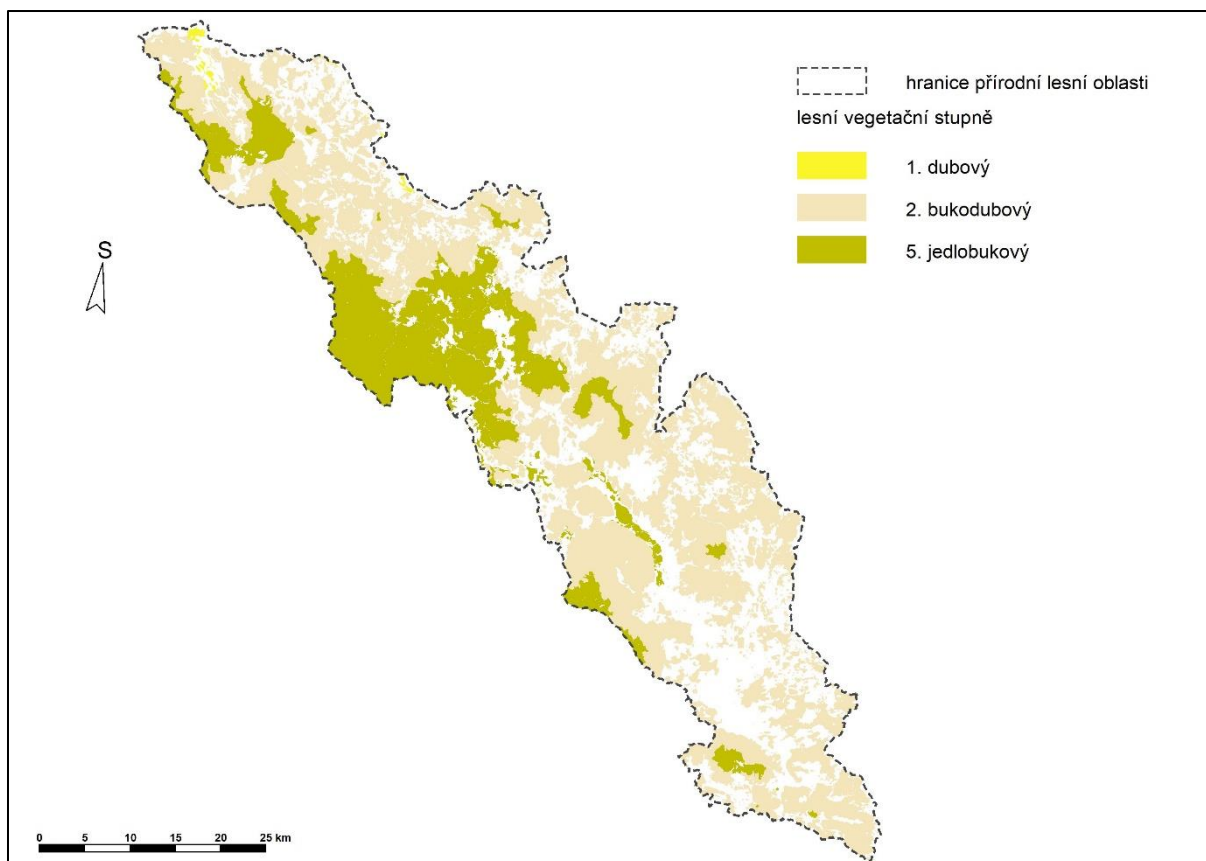 hranice přírodní lesní oblasti
lesní vegetační stupně
1. dubový
2. bukodubový
5. jedlobukový
S
0 5 10 15 20 25 km